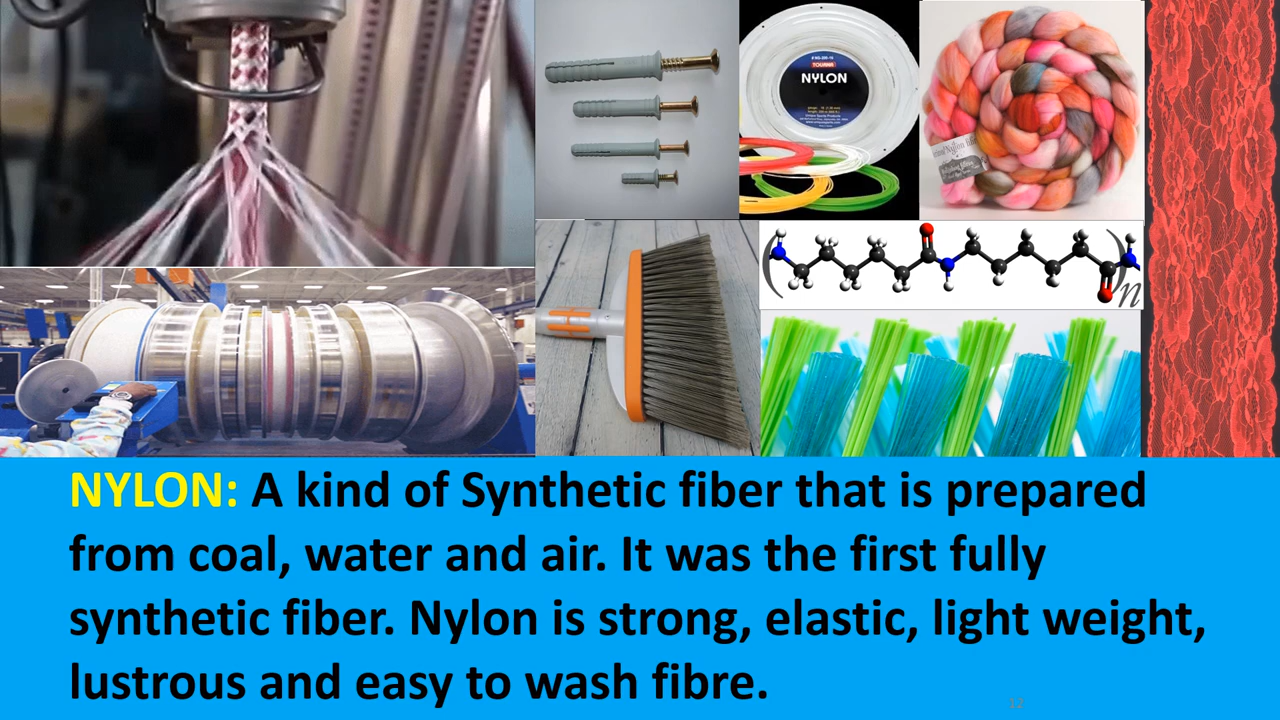 TOURNA
NYLON
n
NYLON: A kind of Synthetic fiber that is prepared
from coal, water and air. It was the first fully
synthetic fiber. Nylon is strong, elastic, light weight,
lustrous and easy to wash fibre.
12